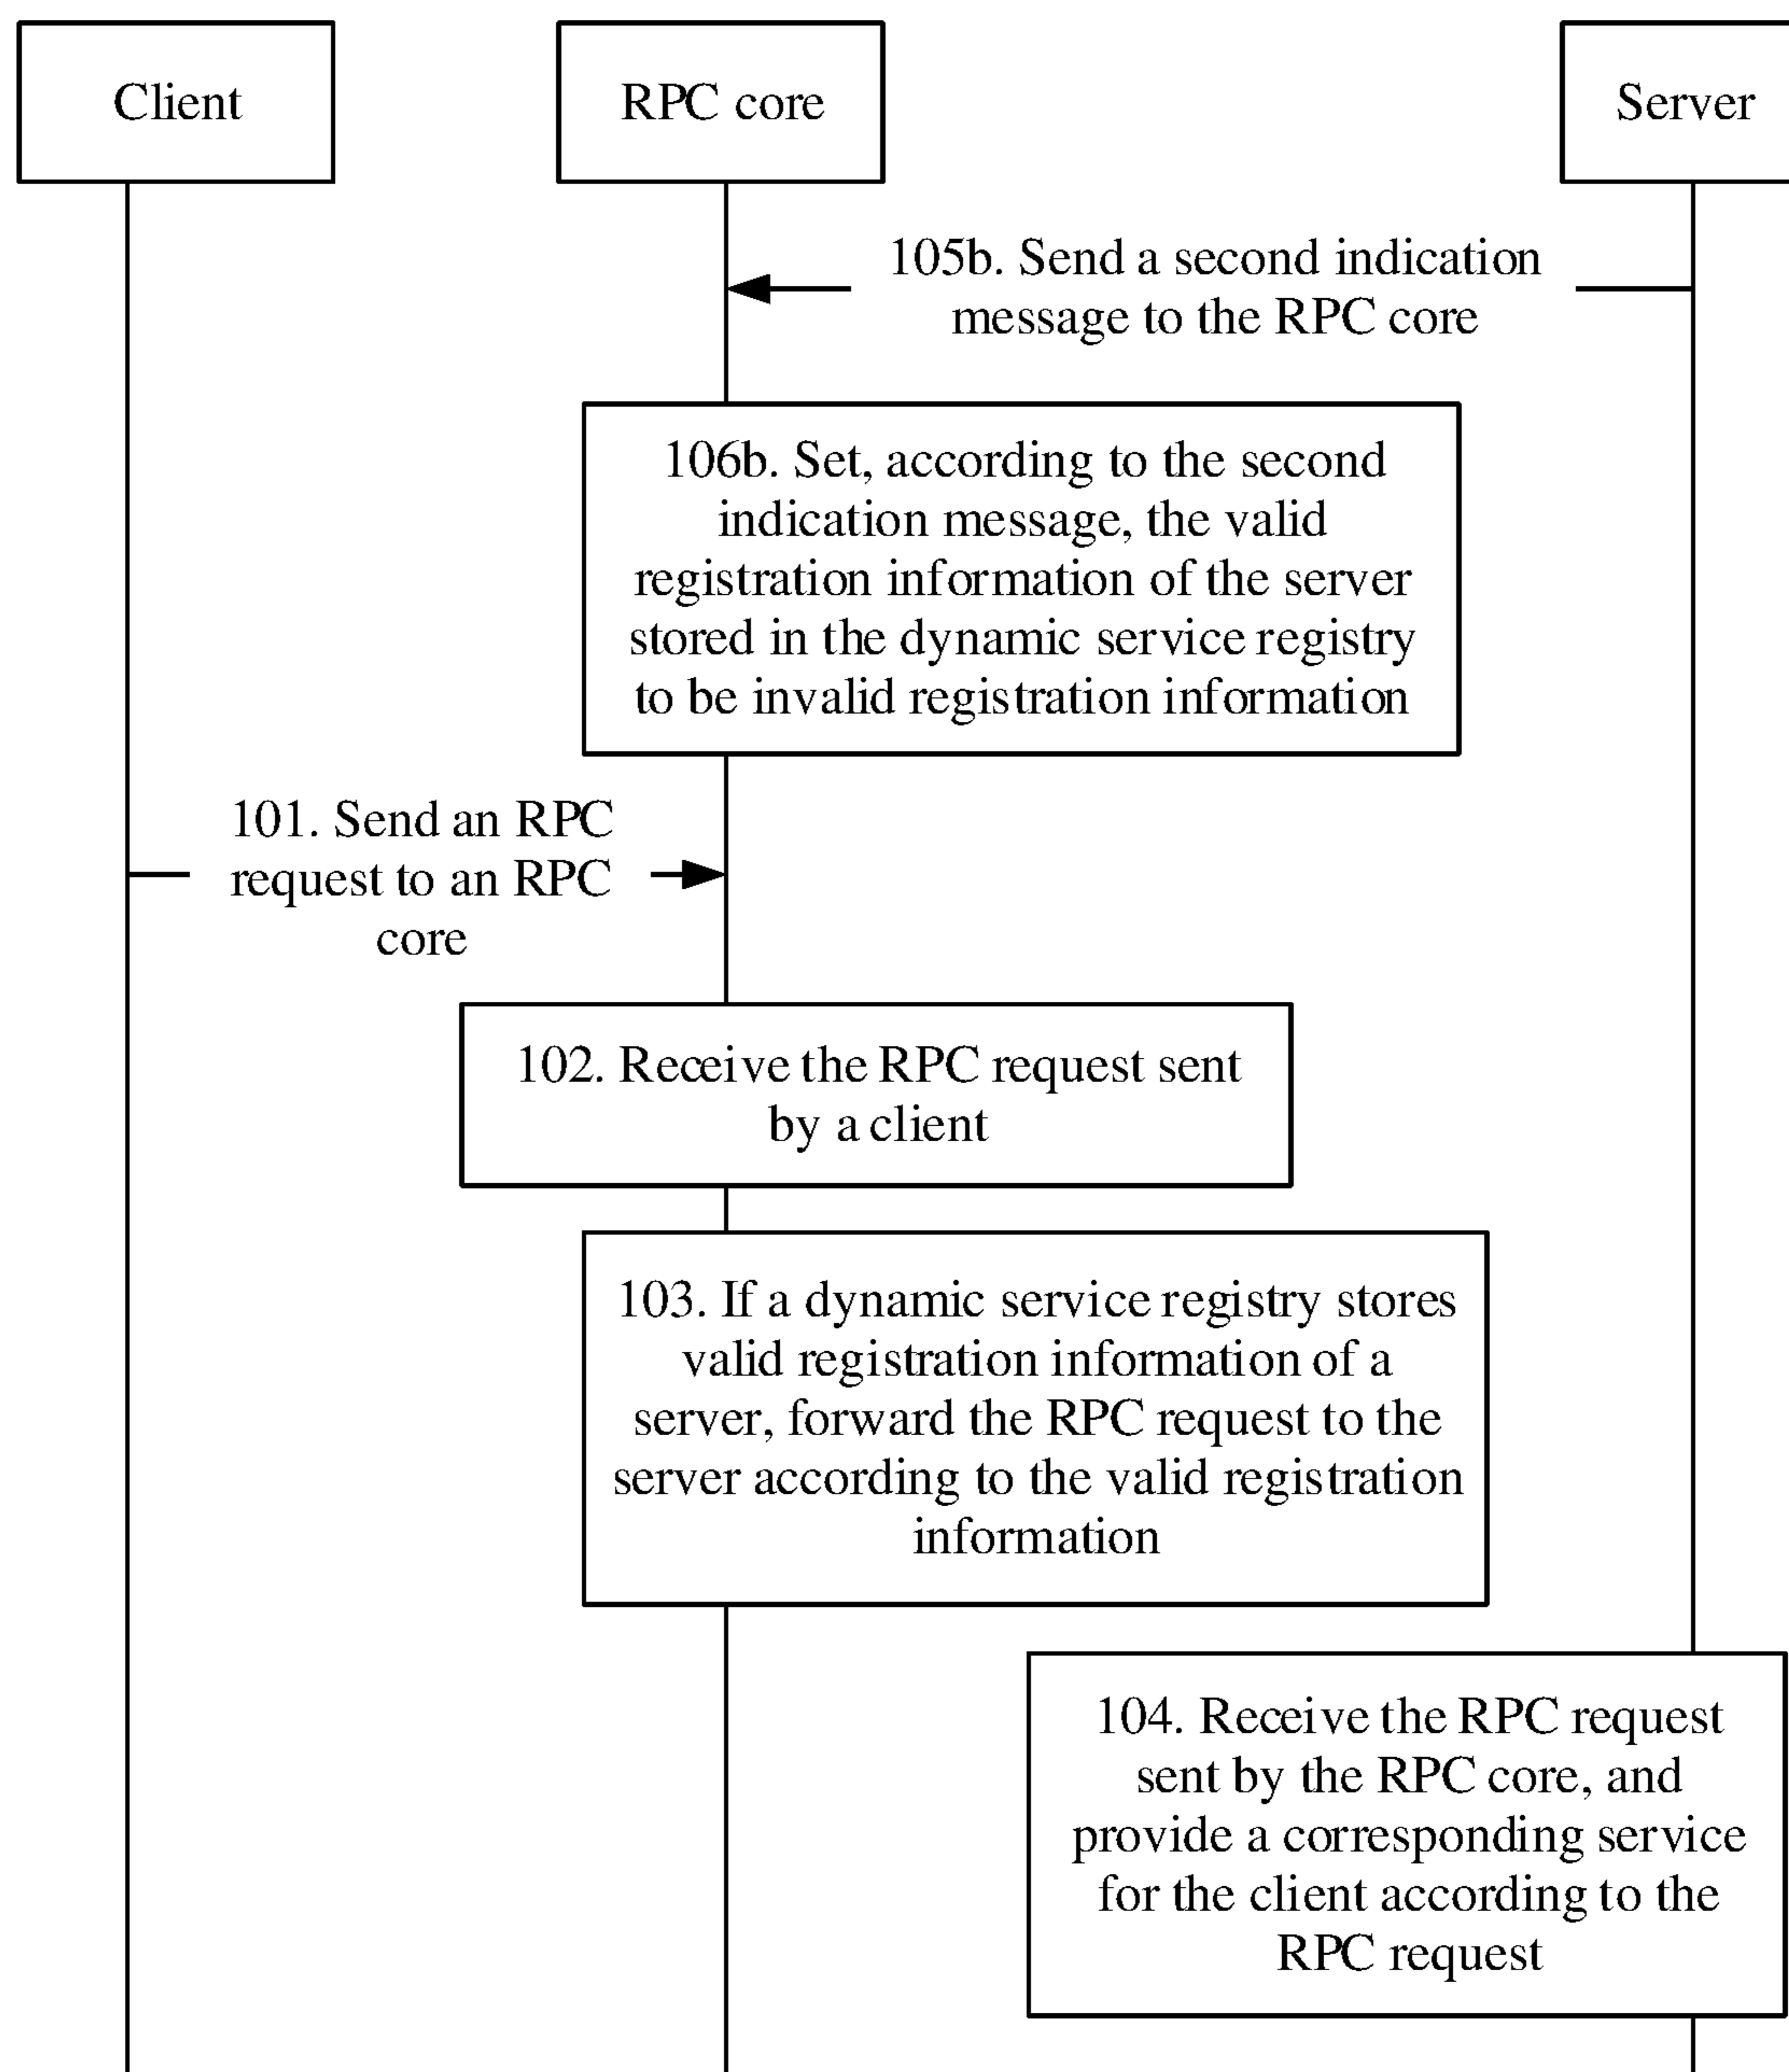 Client
RPC core
Server
105b. Send a second indication
message to the RPC core
106b. Set, according to the second
indication message, the valid
registration information of the server
stored in the dynamic service registry
to be invalid registration information
101. Send an RPC
request to an RPC
core
102. Receive the RPC request sent
by a client
103. If a dynamic service registry stores
valid registration information of a
server, forward the RPC request to the
server according to the valid registration
information
104. Receive the RPC request
sent by the RPC core, and
provide a corresponding service
for the client according to the
RPC request